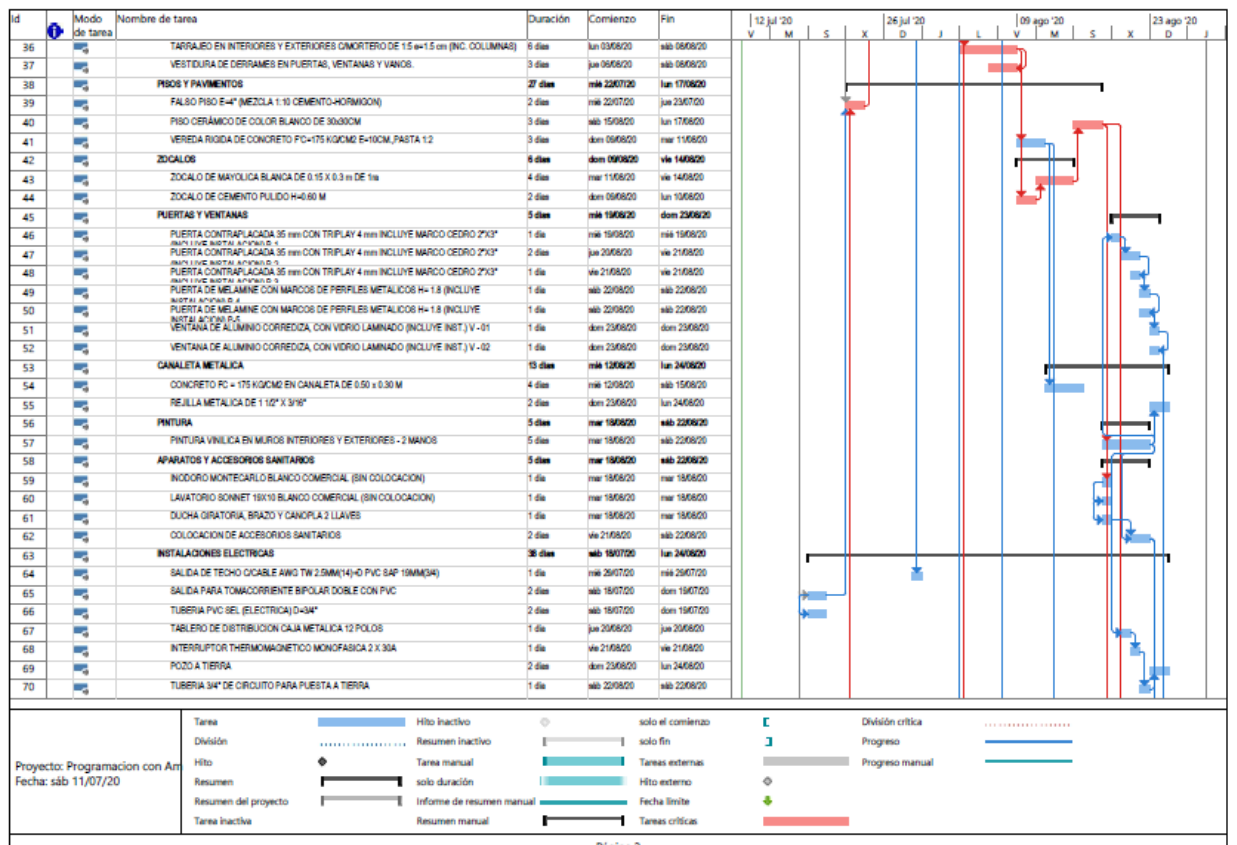 Id Modo de tarea Nombre de tarea Duración Comienzo Fin 12 jul '20 26 jul '20 09 ago '20 23 ago '20
V M S X D J L V M S X D J
36 TARRAJEO EN INTERIORES Y EXTERIORES C/MORTERO DE 1:5 e=1.5 cm (INC. COLUMNAS) 6 días lun 03/08/20 sáb 08/08/20
37 VESTIDURA DE DERRAMES EN PUERTAS, VENTANAS Y VANOS. 3 días jue 06/08/20 sáb 08/08/20
38 PISOS Y PAVIMENTOS 27 días mié 22/07/20 lun 17/08/20
39 FALSO PISO E=4" (MEZCLA 1:10 CEMENTO-HORMIGON) 2 días mié 22/07/20 jue 23/07/20
40 PISO CERÁMICO DE COLOR BLANCO DE 30x30CM 3 días sáb 15/08/20 lun 17/08/20
41 VEREDA RIGIDA DE CONCRETO F'C=175 KG/CM2 E=10CM.,PASTA 1:2 3 días dom 09/08/20 mar 11/08/20
42 ZOCALOS 6 días dom 09/08/20 vie 14/08/20
43 ZOCALO DE MAYOLICA BLANCA DE 0.15 X 0.3 m DE 1ra 4 días mar 11/08/20 vie 14/08/20
44 ZOCALO DE CEMENTO PULIDO H=0.60 M 2 días dom 09/08/20 lun 10/08/20
45 PUERTAS Y VENTANAS 5 días mié 19/08/20 dom 23/08/20
46 PUERTA CONTRAPLACADA 35 mm CON TRIPLAY 4 mm INCLUYE MARCO CEDRO 2"X3" (INCLUYE INSTALACION) P-1 1 día mié 19/08/20 mié 19/08/20
47 PUERTA CONTRAPLACADA 35 mm CON TRIPLAY 4 mm INCLUYE MARCO CEDRO 2"X3" (INCLUYE INSTALACION) P-2 2 días jue 20/08/20 vie 21/08/20
48 PUERTA CONTRAPLACADA 35 mm CON TRIPLAY 4 mm INCLUYE MARCO CEDRO 2"X3" (INCLUYE INSTALACION) P-3 1 día vie 21/08/20 vie 21/08/20
49 PUERTA DE MELAMINE CON MARCOS DE PERFILES METALICOS H= 1.8 (INCLUYE INSTALACION) P-4 1 día sáb 22/08/20 sáb 22/08/20
50 PUERTA DE MELAMINE CON MARCOS DE PERFILES METALICOS H= 1.8 (INCLUYE INSTALACION) P-5 1 día sáb 22/08/20 sáb 22/08/20
51 VENTANA DE ALUMINIO CORREDIZA, CON VIDRIO LAMINADO (INCLUYE INST.) V - 01 1 día dom 23/08/20 dom 23/08/20
52 VENTANA DE ALUMINIO CORREDIZA, CON VIDRIO LAMINADO (INCLUYE INST.) V - 02 1 día dom 23/08/20 dom 23/08/20
53 CANALETA METALICA 13 días mié 12/08/20 lun 24/08/20
54 CONCRETO FC = 175 KG/CM2 EN CANALETA DE 0.50 x 0.30 M 4 días mié 12/08/20 sáb 15/08/20
55 REJILLA METALICA DE 1 1/2" X 3/16" 2 días dom 23/08/20 lun 24/08/20
56 PINTURA 5 días mar 18/08/20 sáb 22/08/20
57 PINTURA VINILICA EN MUROS INTERIORES Y EXTERIORES - 2 MANOS 5 días mar 18/08/20 sáb 22/08/20
58 APARATOS Y ACCESORIOS SANITARIOS 5 días mar 18/08/20 sáb 22/08/20
59 INODORO MONTECARLO BLANCO COMERCIAL (SIN COLOCACION) 1 día mar 18/08/20 mar 18/08/20
60 LAVATORIO SONNET 19X10 BLANCO COMERCIAL (SIN COLOCACION) 1 día mar 18/08/20 mar 18/08/20
61 DUCHA GIRATORIA, BRAZO Y CANOPLA 2 LLAVES 1 día mar 18/08/20 mar 18/08/20
62 COLOCACION DE ACCESORIOS SANITARIOS 2 días vie 21/08/20 sáb 22/08/20
63 INSTALACIONES ELECTRICAS 38 días sáb 18/07/20 lun 24/08/20
64 SALIDA DE TECHO C/CABLE AWG TW 2.5MM(14)+D PVC SAP 19MM(3/4) 1 día mié 29/07/20 mié 29/07/20
65 SALIDA PARA TOMACORRIENTE BIPOLAR DOBLE CON PVC 2 días sáb 18/07/20 dom 19/07/20
66 TUBERIA PVC SEL (ELECTRICA) D=3/4" 2 días sáb 18/07/20 dom 19/07/20
67 TABLERO DE DISTRIBUCION CAJA METALICA 12 POLOS 1 día jue 20/08/20 jue 20/08/20
68 INTERRUPTOR THERMOMAGNETICO MONOFASICA 2 X 30A 1 día vie 21/08/20 vie 21/08/20
69 POZO A TIERRA 2 días dom 23/08/20 lun 24/08/20
70 TUBERIA 3/4" DE CIRCUITO PARA PUESTA A TIERRA 1 día sáb 22/08/20 sáb 22/08/20
Proyecto: Programacion con Am
Fecha: sáb 11/07/20
Tarea Hito inactivo solo el comienzo División crítica
División Resumen inactivo solo fin Progreso
Hito Tarea manual Tareas externas Progreso manual
Resumen solo duración Hito externo
Resumen del proyecto Informe de resumen manual Fecha límite
Tarea inactiva Resumen manual Tareas críticas